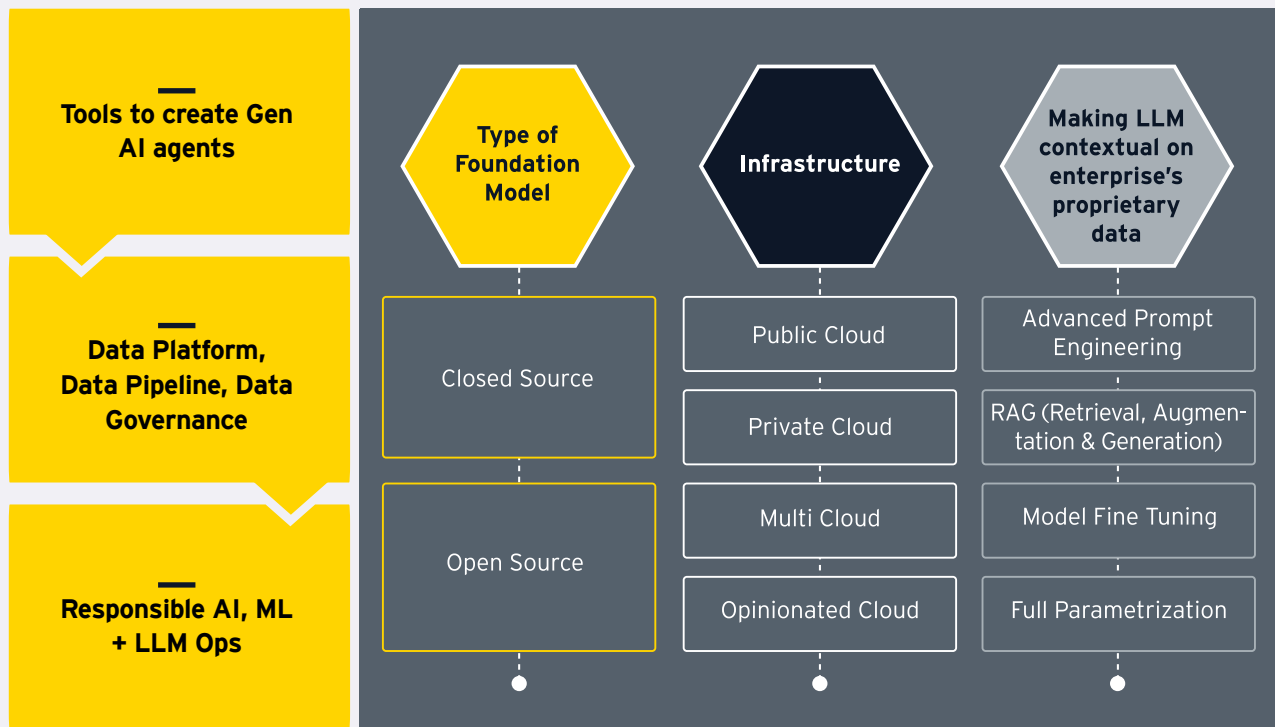 Tools to create Gen
AI agents
Data Platform,
Data Pipeline, Data
Governance
Responsible AI, ML
+ LLM Ops
Type of
Foundation
Model
Closed Source
Open Source
Infrastructure
Public Cloud
Private Cloud
Multi Cloud
Opinionated Cloud
Making LLM
contextual on
enterprise's
proprietary
data
Advanced Prompt
Engineering
RAG (Retrieval, Augmen-
tation & Generation)
Model Fine Tuning
Full Parametrization